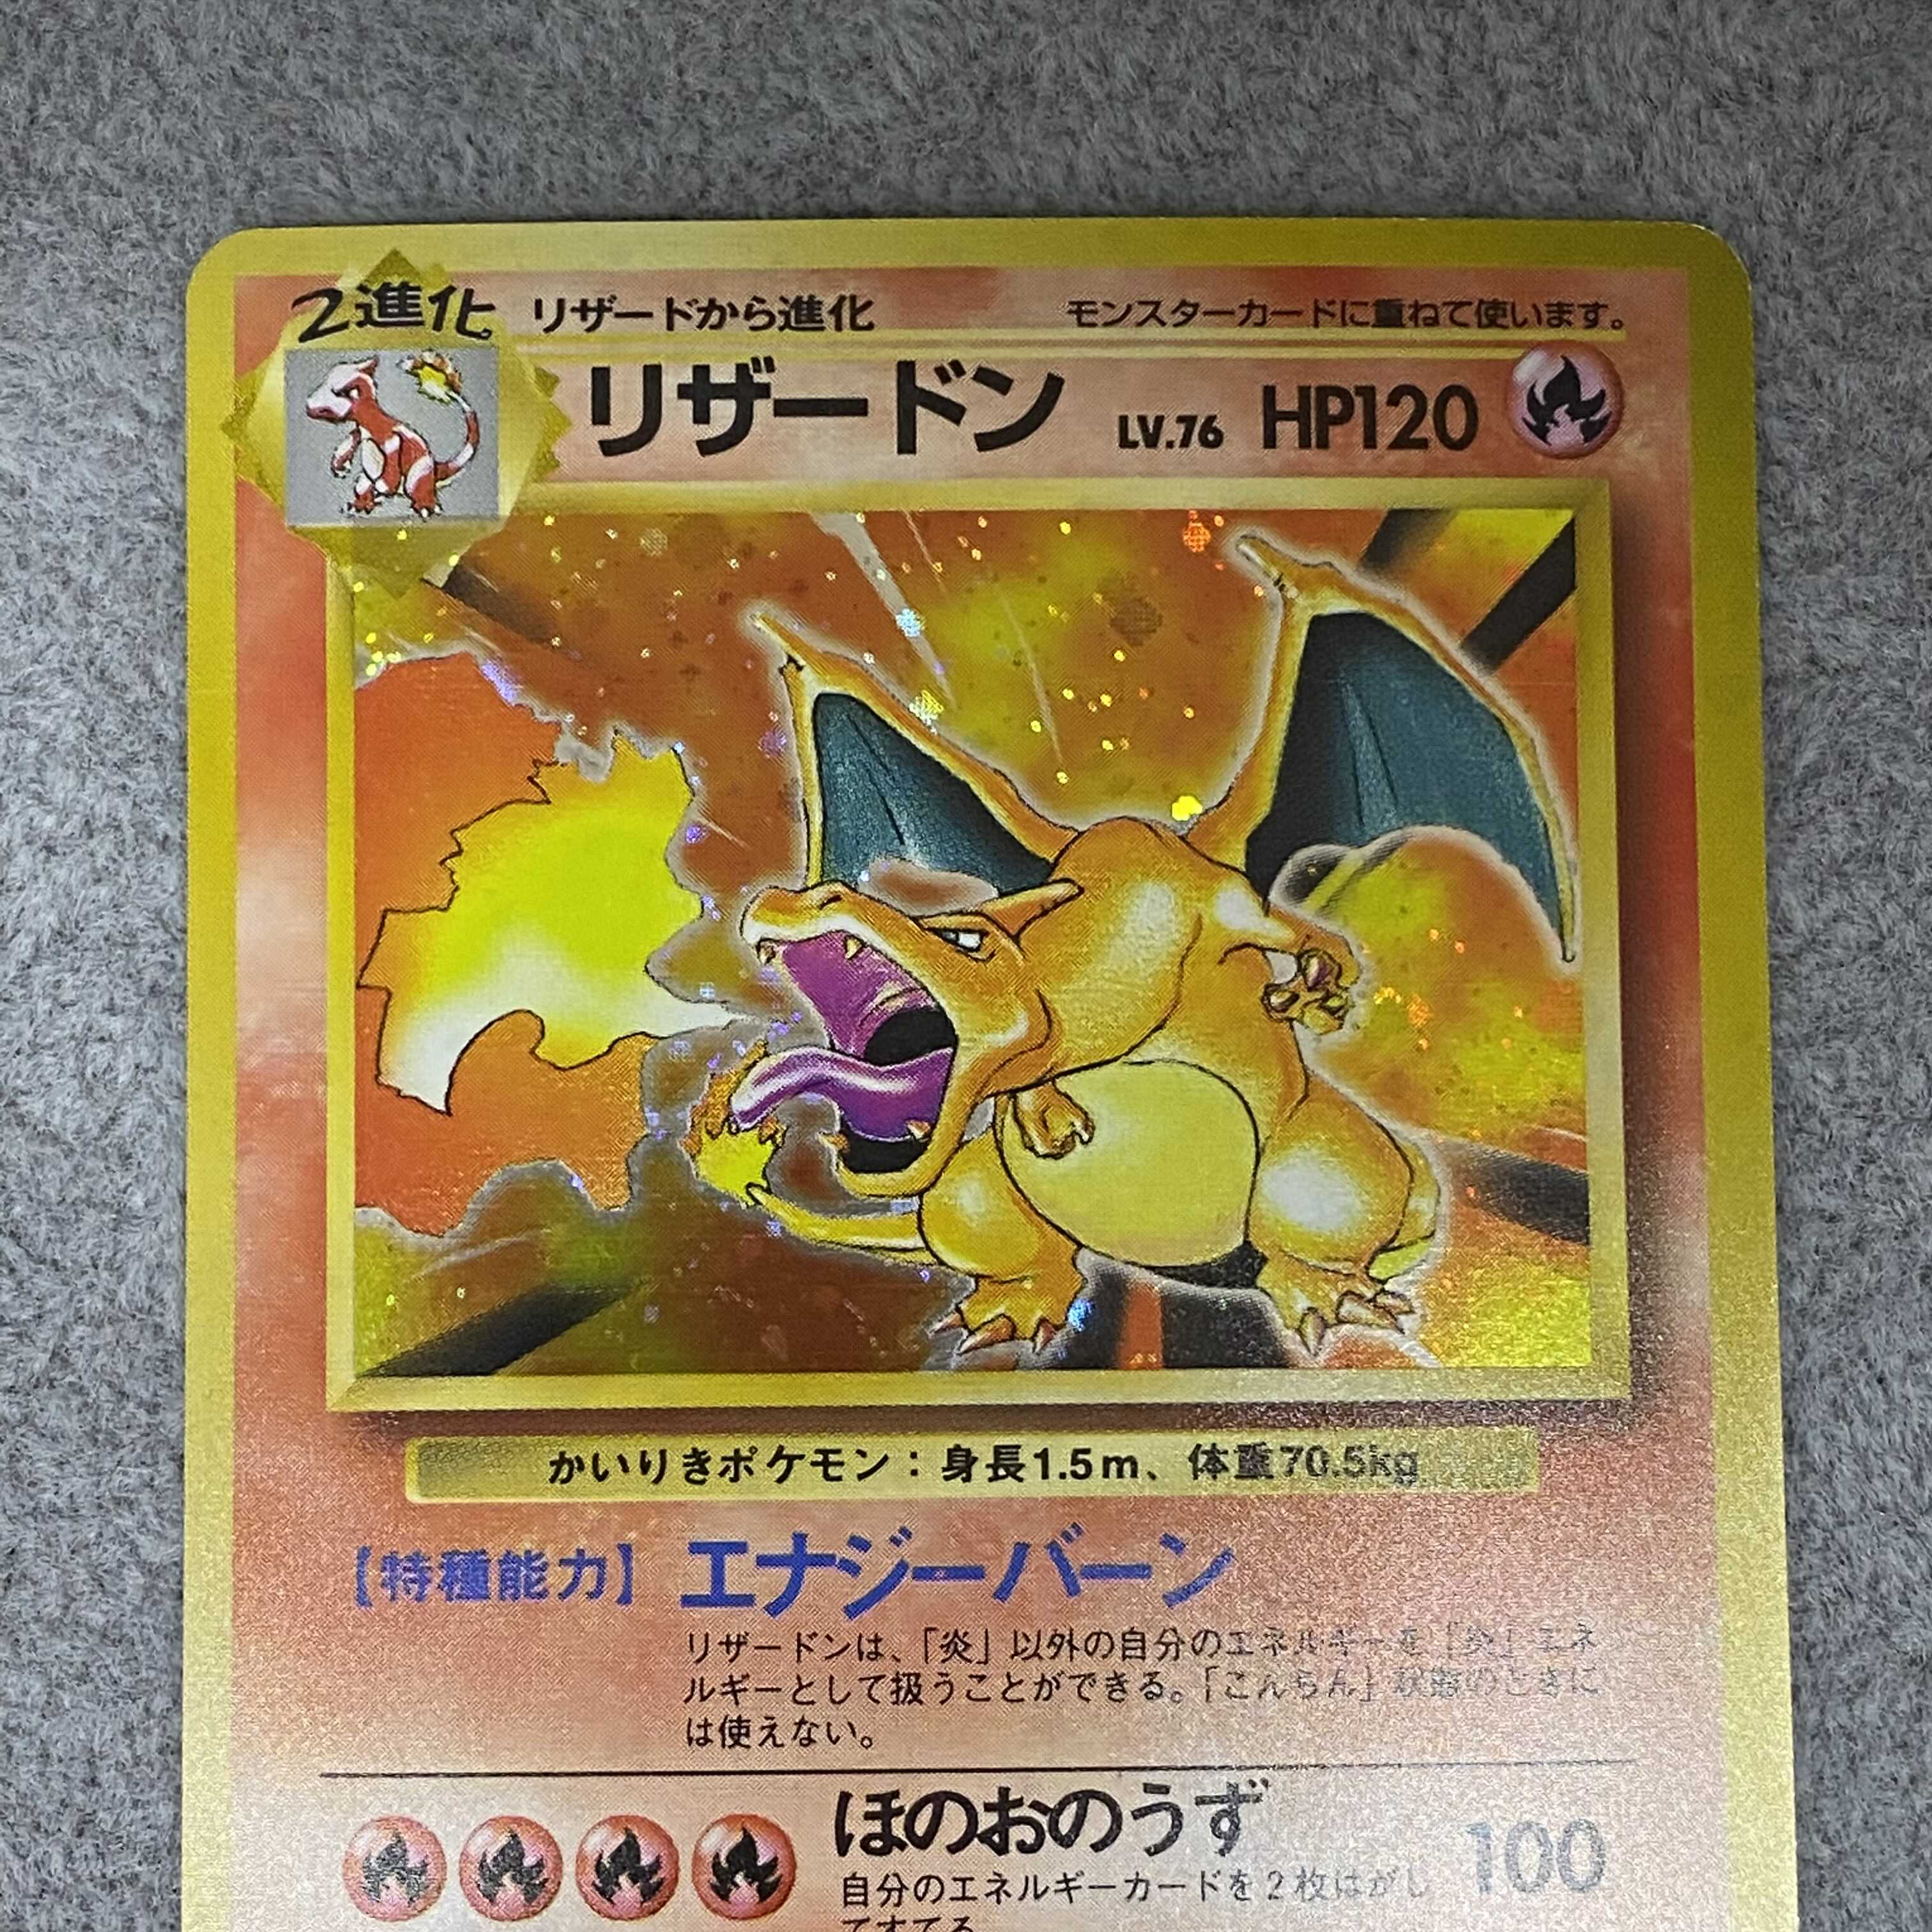 2進化 リザードから進化 モンスターカードに重ねて使います。
リザードン LV.76 HP120
かいりきポケモン：身長1.5m、体重70.5kg
【特種能力】 エナジーバーン
リザードンは、「炎」以外の自分のエネルギーを「炎」エネ
ルギーとして扱うことができる。「こんらん」状態のときに
は使えない。
ほのおのうず 100
自分のエネルギーカードを2枚はがし
てすてる